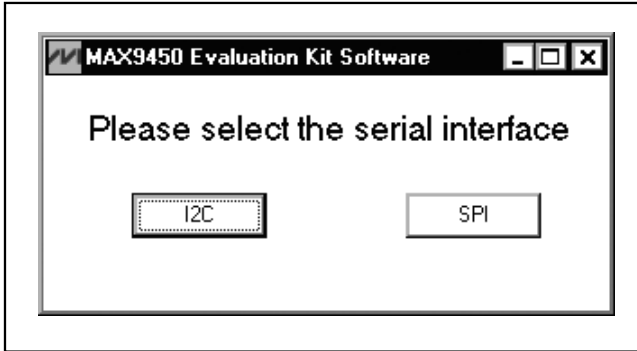 MAX9450 Evaluation Kit Software
Please select the serial interface
I2C SPI